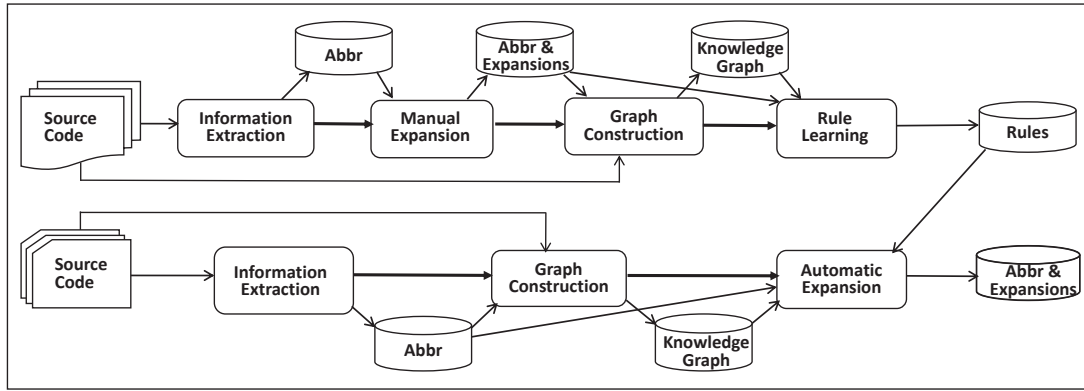 Abbr
Abbr &
Expansions
Knowledge
Graph
Source
Code
Information
Extraction
Manual
Expansion
Graph
Construction
Rule
Learning
Rules
Source
Code
Information
Extraction
Graph
Construction
Automatic
Expansion
Abbr &
Expansions
Abbr
Knowledge
Graph